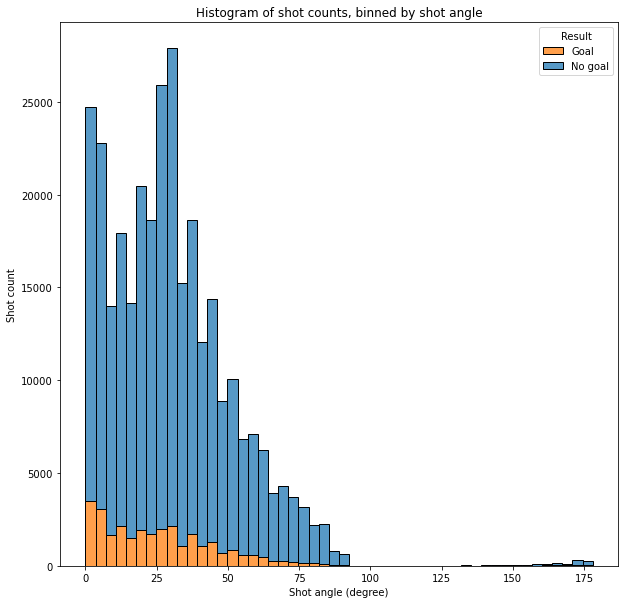 Histogram of shot counts, binned by shot angle
Result
Goal
No goal
25000
20000
15000
10000
5000
0
Shot count
0 25 50 75 100 125 150 175
Shot angle (degree)